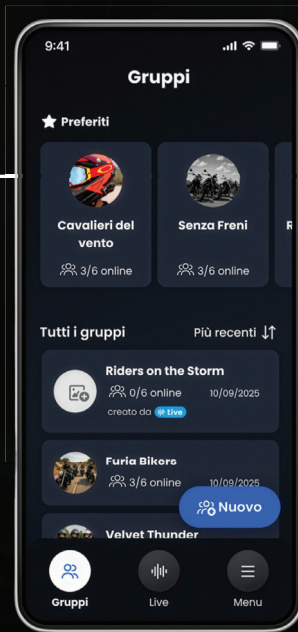 9:41
Gruppi
Preferiti
Cavalieri del
vento
3/6 online
Senza Freni
3/6 online
R
Tutti i gruppi
Più recenti
Riders on the Storm
0/6 online
10/09/2025
creato da tive
Furia Bikers
3/6 online
10/09/2025
Nuovo
Velvet Thunder
Gruppi
Live
Menu